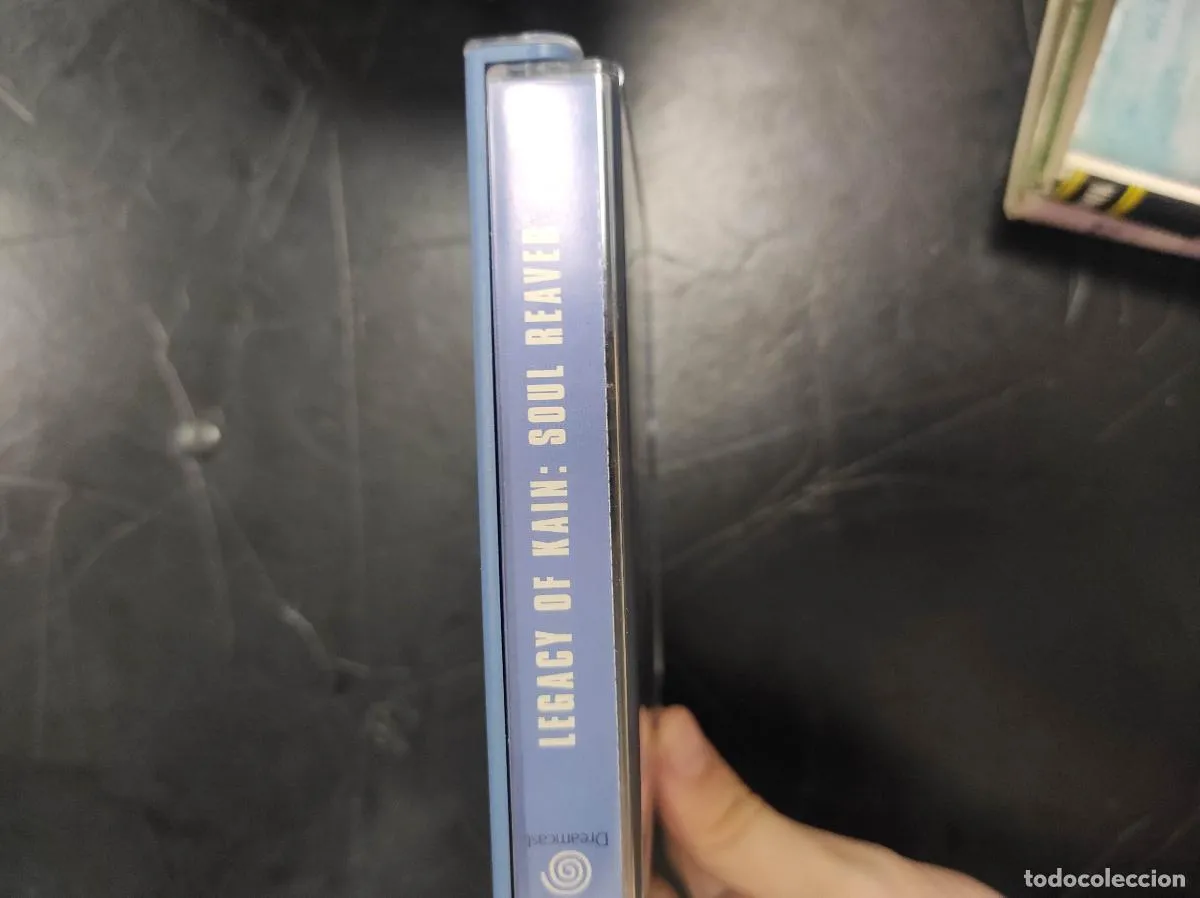 LEGACY OF KAIN: SOUL REAVER
Dreamcast
todocoleccion